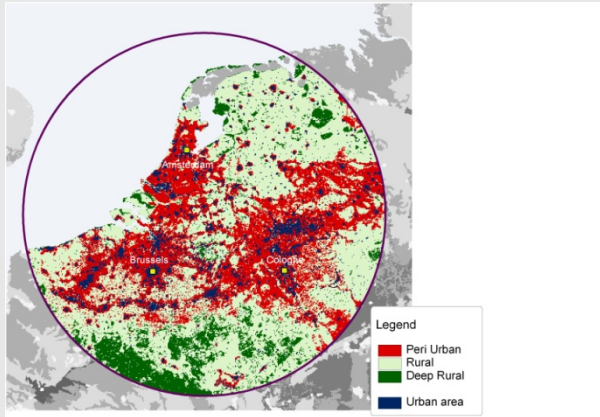 Amsterdam
Brussels
Cologne
Legend
Peri Urban
Rural
Deep Rural
Urban area